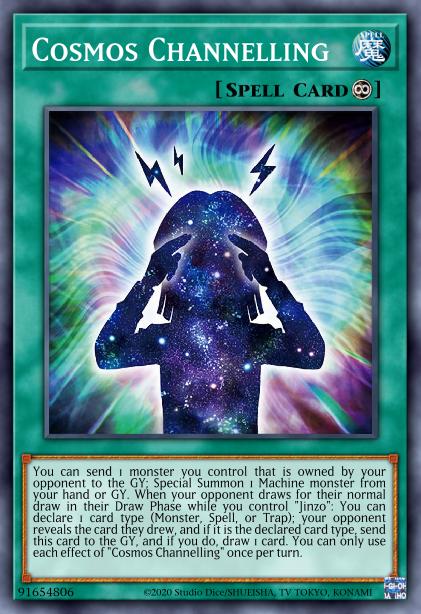 COSMOS CHANNELLING
SPELL
魔
[SPELL CARD∞]
You can send 1 monster you control that is owned by your
opponent to the GY; Special Summon 1 Machine monster from
your hand or GY. When your opponent draws for their normal
draw in their Draw Phase while you control "Jinzo": You can
declare 1 card type (Monster, Spell, or Trap); your opponent
reveals the card they drew, and if it is the declared card type, send
this card to the GY, and if you do, draw 1 card. You can only use
each effect of "Cosmos Channelling" once per turn.
91654806
©2020 Studio Dice/SHUEISHA, TV TOKYO, KONAMI